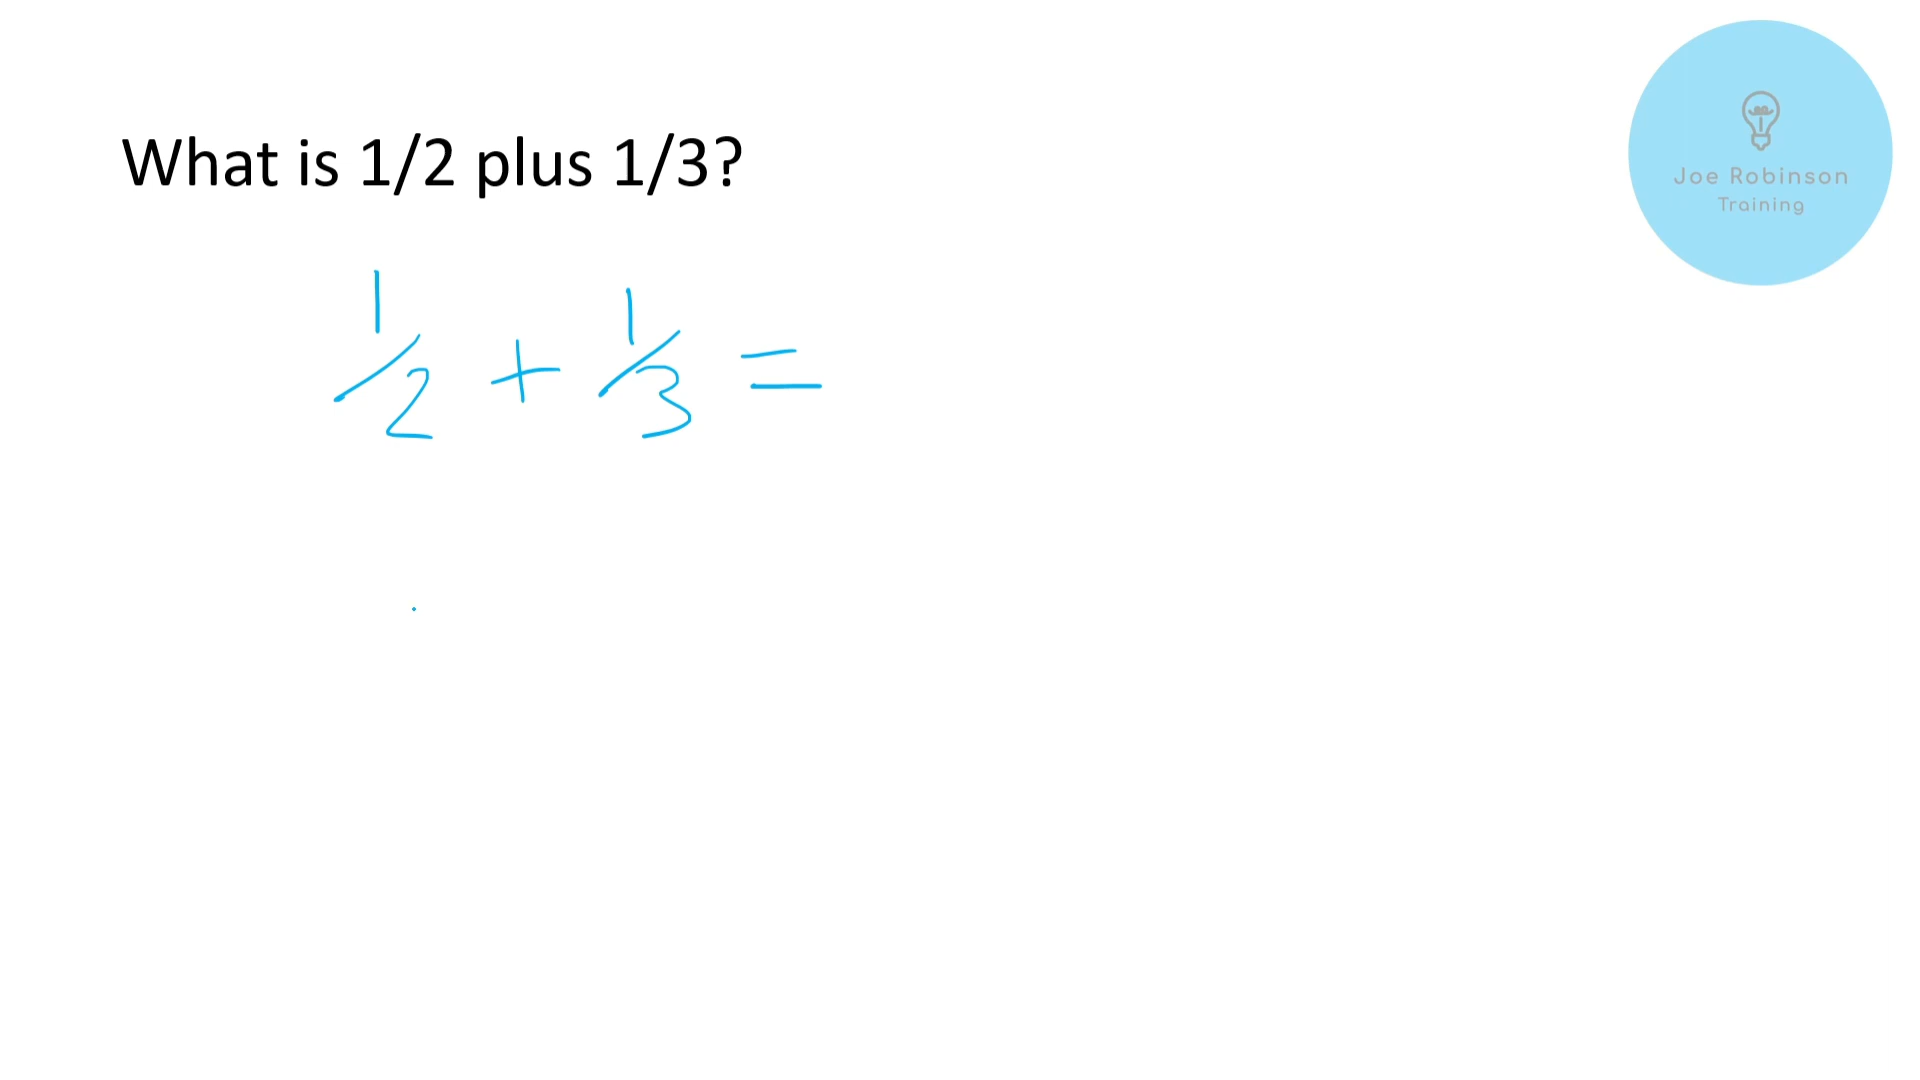 What is 1/2 plus 1/3?
Joe Robinson
Training
1/2 + 1/3 =